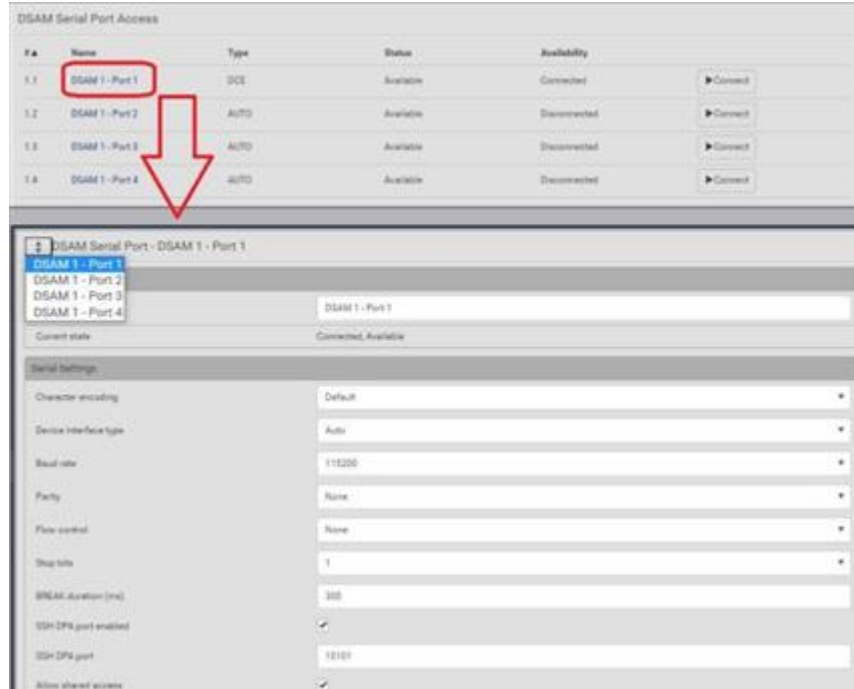 DSAM Serial Port Access
#▲ Name Type Status Availability
1.1 DSAM 1 - Port 1 DCE Available Connected ▶Connect
1.2 DSAM 1 - Port 2 AUTO Available Disconnected ▶Connect
1.3 DSAM 1 - Port 3 AUTO Available Disconnected ▶Connect
1.4 DSAM 1 - Port 4 AUTO Available Disconnected ▶Connect
DSAM Serial Port - DSAM 1 - Port 1
DSAM 1 - Port 1
DSAM 1 - Port 2
DSAM 1 - Port 3
DSAM 1 - Port 4
DSAM 1 - Port 1
Current state Connected, Available
Serial Settings
Character encoding Default
Device interface type Auto
Baud rate 115200
Parity None
Flow control None
Stop bits 1
BREAK duration (ms) 300
SSH DPA port enabled
SSH DPA port 10101
Allow shared access